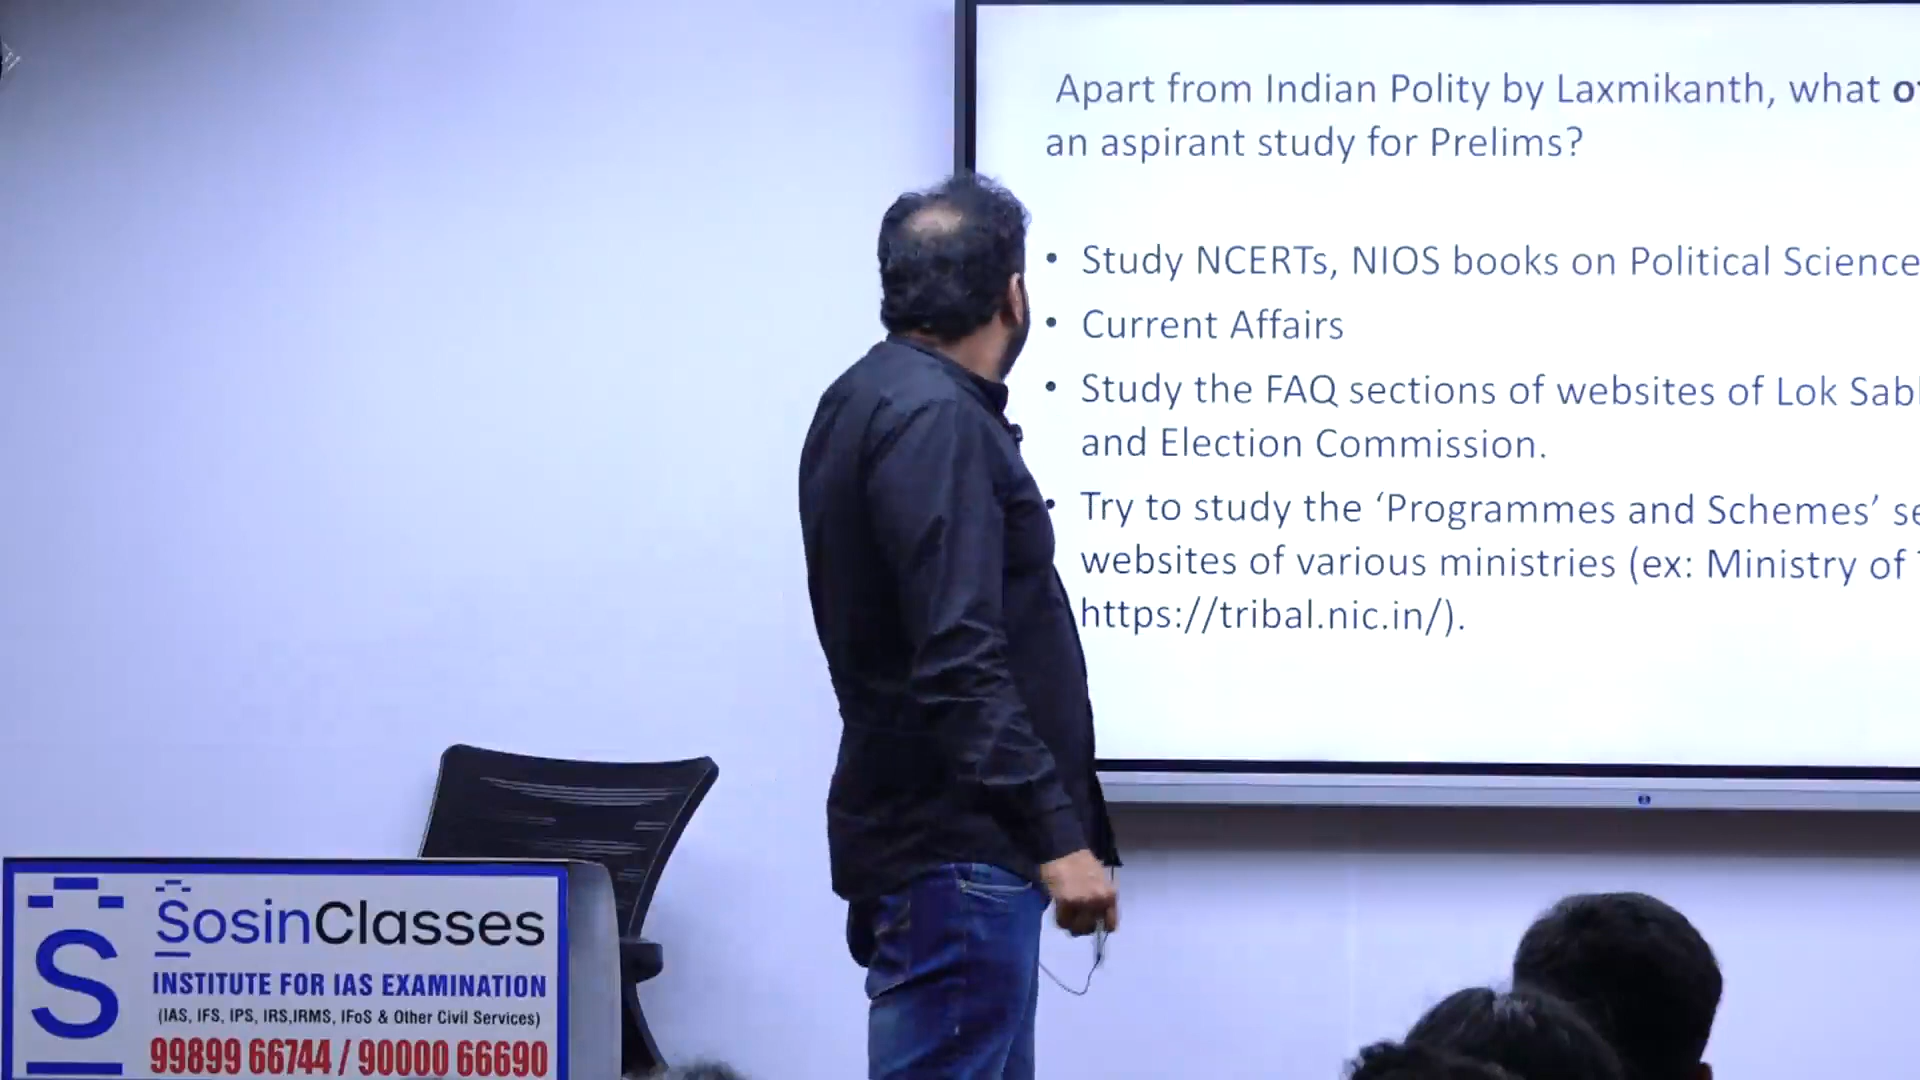 Apart from Indian Polity by Laxmikanth, what
an aspirant study for Prelims?
• Study NCERTs, NIOS books on Political Science
• Current Affairs
• Study the FAQ sections of websites of Lok
and Election Commission.
• Try to study the ‘Programmes and Schemes’
websites of various ministries (ex: Ministry of
https://tribal.nic.in/).
S
SosinClasses
INSTITUTE FOR IAS EXAMINATION
(IAS, IFS, IPS, IRS,IRMS, IFoS & Other Civil Services)
99899 66744 / 90000 66690